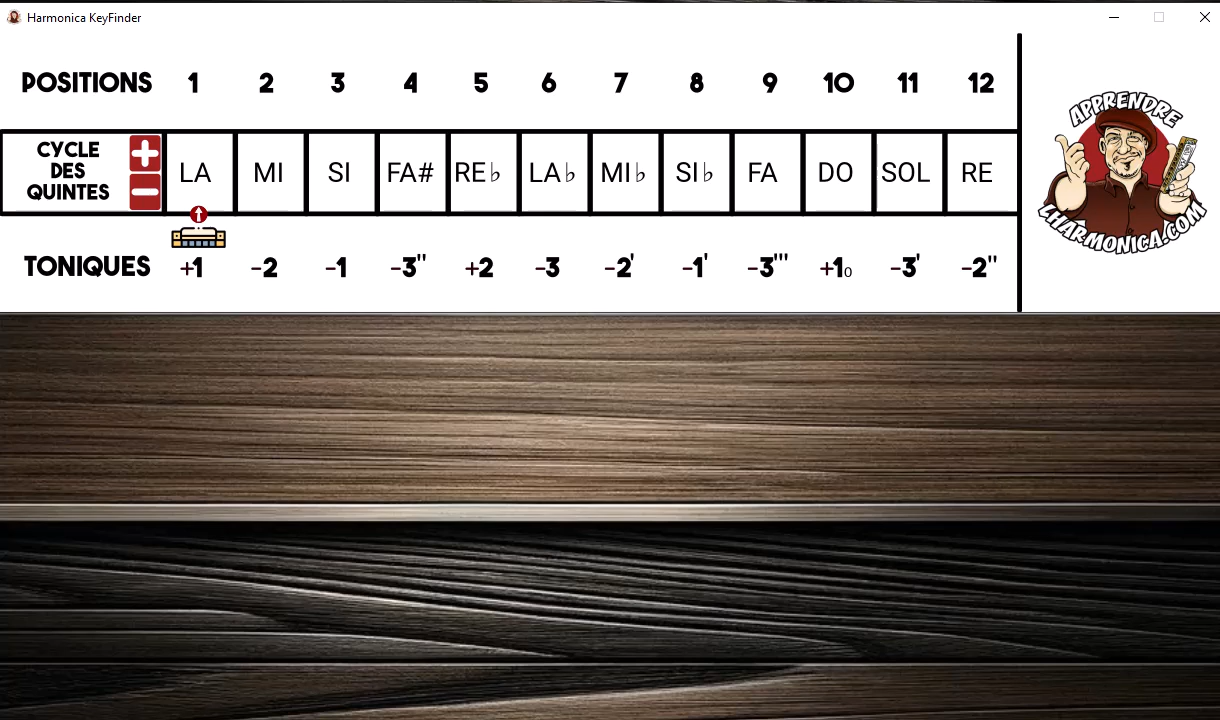 Harmonica KeyFinder
POSITIONS 1 2 3 4 5 6 7 8 9 10 11 12
CYCLE
DES
QUINTES
LA MI SI FA# RE♭ LA♭ MI♭ SI♭ FA DO SOL RE
TONIQUES +1 -2 -1 -3'' +2 -3 -2' -1' -3''' +1o -3' -2''
APPRENDRE
LHARMONICA.COM